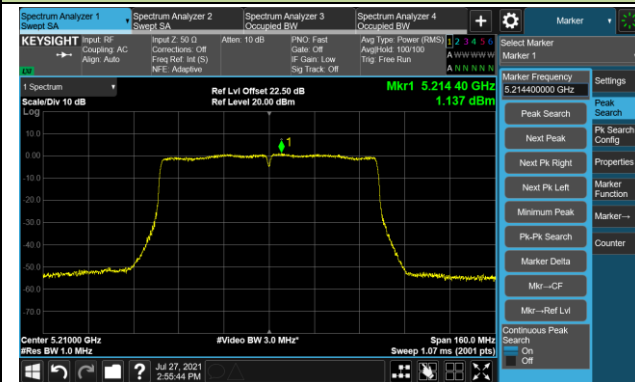 Spectrum Analyzer 1
Swept SA
Spectrum Analyzer 2
Swept SA
Spectrum Analyzer 3
Occupied BW
Spectrum Analyzer 4
Occupied BW
+
Marker
KEYSIGHT
Input: RF
Coupling: AC
Align: Auto
Input Z: 50 Ω
Corrections: Off
Freq Ref: Int (S)
NFE: Adaptive
Atten: 10 dB
PNO: Fast
Gate: Off
IF Gain: Low
Sig Track: Off
Avg Type: Power (RMS)
Avg|Hold: 100/100
Trig: Free Run
1 2 3 4 5 6
A W W W W W
A N N N N N
LXI
Select Marker
Marker 1
1 Spectrum
Scale/Div 10 dB
Log
Ref Lvl Offset 22.50 dB
Ref Level 20.00 dBm
Mkr1 5.214 40 GHz
1.137 dBm
10.0
0.00
-10.0
-20.0
-30.0
-40.0
-50.0
-60.0
-70.0
1
Center 5.21000 GHz
#Res BW 1.0 MHz
#Video BW 3.0 MHz*
Span 160.0 MHz
Sweep 1.07 ms (2001 pts)
Marker Frequency
5.214400000 GHz
Peak Search
Next Peak
Next Pk Right
Next Pk Left
Minimum Peak
Pk-Pk Search
Marker Delta
Mkr→CF
Mkr→Ref Lvl
Continuous Peak
Search
On
Off
Settings
Peak
Search
Pk Search
Config
Properties
Marker
Function
Marker→
Counter
?
Jul 27, 2021
2:55:44 PM